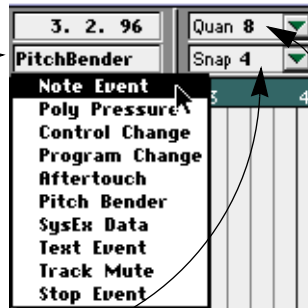 3. 2. 96
Quan 8
PitchBender
Snap 4
Note Event
3
4
Poly Pressure
Control Change
Program Change
Aftertouch
Pitch Bender
SysEx Data
Text Event
Track Mute
Stop Event